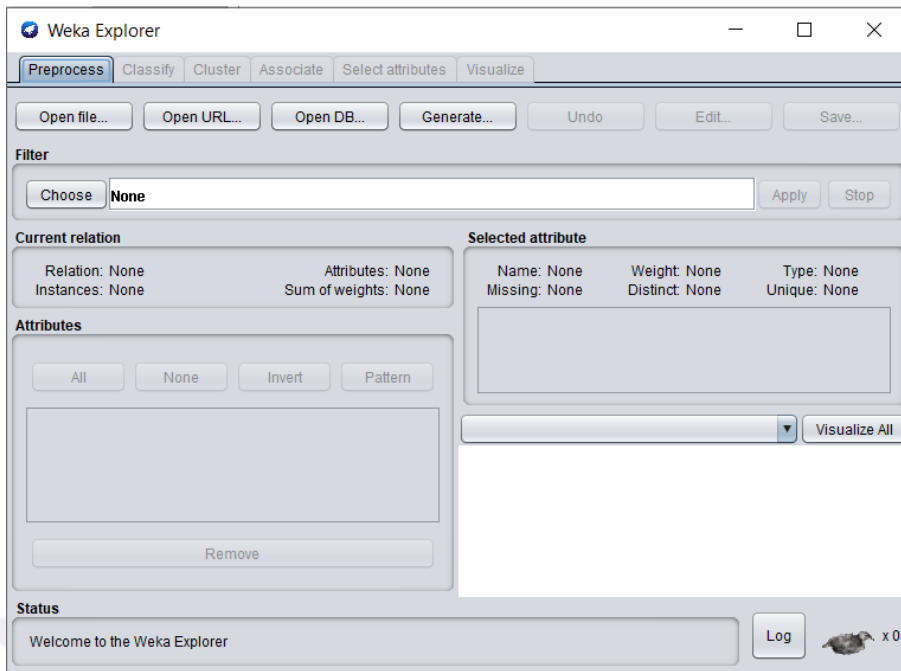 Weka Explorer
Preprocess Classify Cluster Associate Select attributes Visualize
Open file... Open URL... Open DB... Generate... Undo Edit... Save...
Filter
Choose None Apply Stop
Current relation
Relation: None Attributes: None
Instances: None Sum of weights: None
Selected attribute
Name: None Weight: None Type: None
Missing: None Distinct: None Unique: None
Attributes
All None Invert Pattern
Remove
Visualize All
Status
Welcome to the Weka Explorer
Log x 0